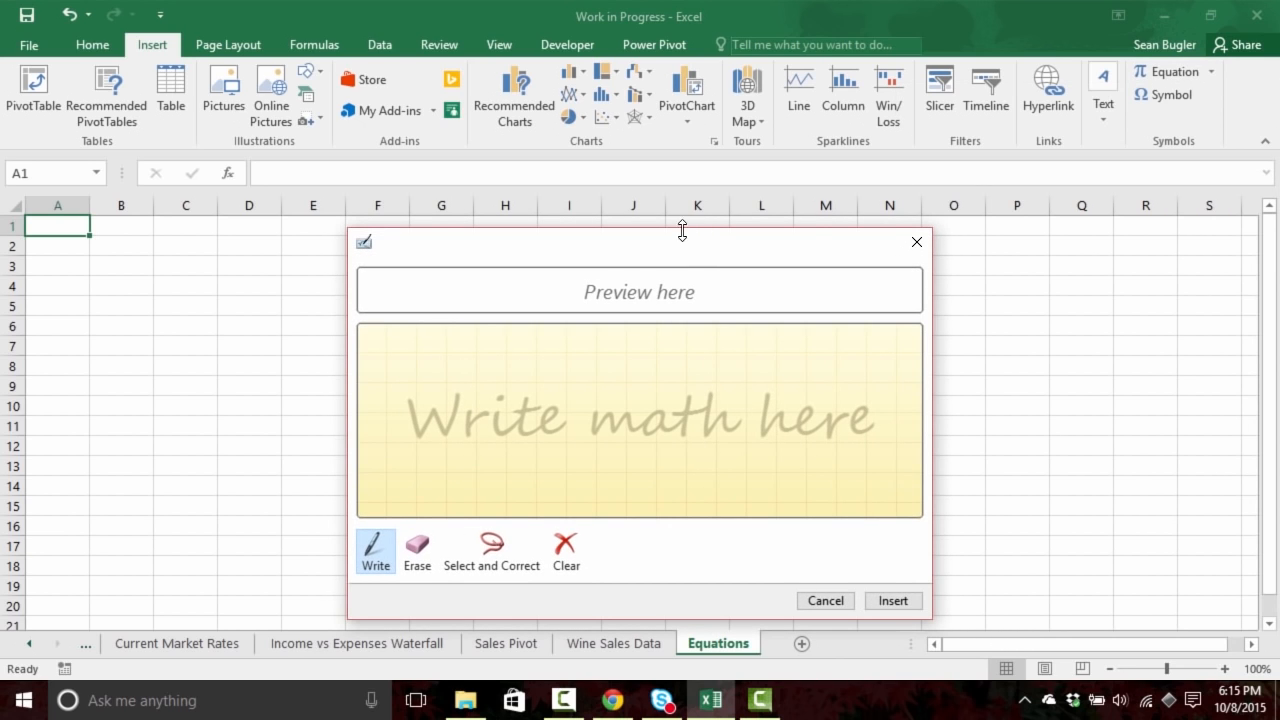 Work in Progress - Excel
File Home Insert Page Layout Formulas Data Review View Developer Power Pivot Tell me what you want to do... Sean Bugler Share
PivotTable Recommended PivotTables Table
Tables
Pictures Online Pictures
Illustrations
Store
My Add-ins
Add-ins
Recommended Charts PivotChart
Charts
3D Map
Tours
Line Column Win/Loss
Sparklines
Slicer Timeline
Filters
Hyperlink
Links
A
Text
π Equation
Ω Symbol
Symbols
A1 fx
A B C D E F G H I J K L M N O P Q R S
1
2
3
4
5
6
7
8
9
10
11
12
13
14
15
16
17
18
19
20
21
Preview here
Write math here
Write Erase Select and Correct Clear
Cancel Insert
... Current Market Rates Income vs Expenses Waterfall Sales Pivot Wine Sales Data Equations
Ready 100%
Ask me anything 6:15 PM
10/8/2015